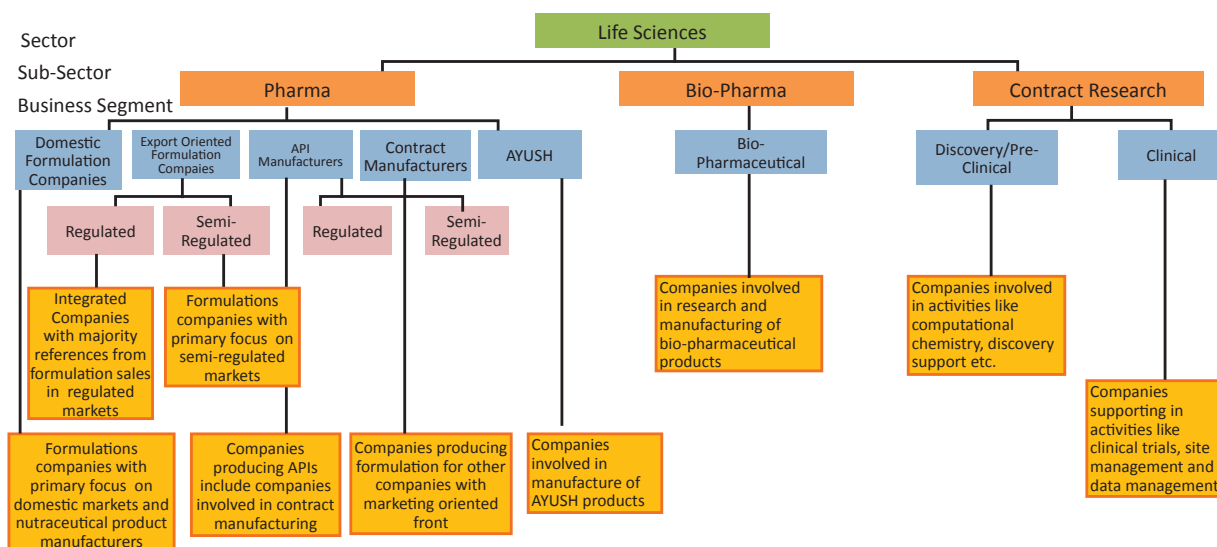 Sector
Life Sciences
Sub-Sector
Pharma
Bio-Pharma
Contract Research
Business Segment
Domestic
Formulation
Companies
Export Oriented
Formulation
Compaies
API
Manufacturers
Contract
Manufacturers
AYUSH
Bio-
Pharmaceutical
Discovery/Pre-
Clinical
Clinical
Regulated
Semi-
Regulated
Regulated
Semi-
Regulated
Integrated
Companies
with majority
references from
formulation sales
in regulated
markets
Formulations
companies with
primary focus on
semi-regulated
markets
Companies involved
in research and
manufacturing of
bio-pharmaceutical
products
Companies involved
in activities like
computational
chemistry, discovery
support etc.
Formulations
companies with
primary focus on
domestic markets and
nutraceutical product
manufacturers
Companies
producing APIs
include companies
involved in contract
manufacturing
Companies producing
formulation for other
companies with
marketing oriented
front
Companies
involved in
manufacture of
AYUSH products
Companies
supporting in
activities like
clinical trials, site
management and
data management